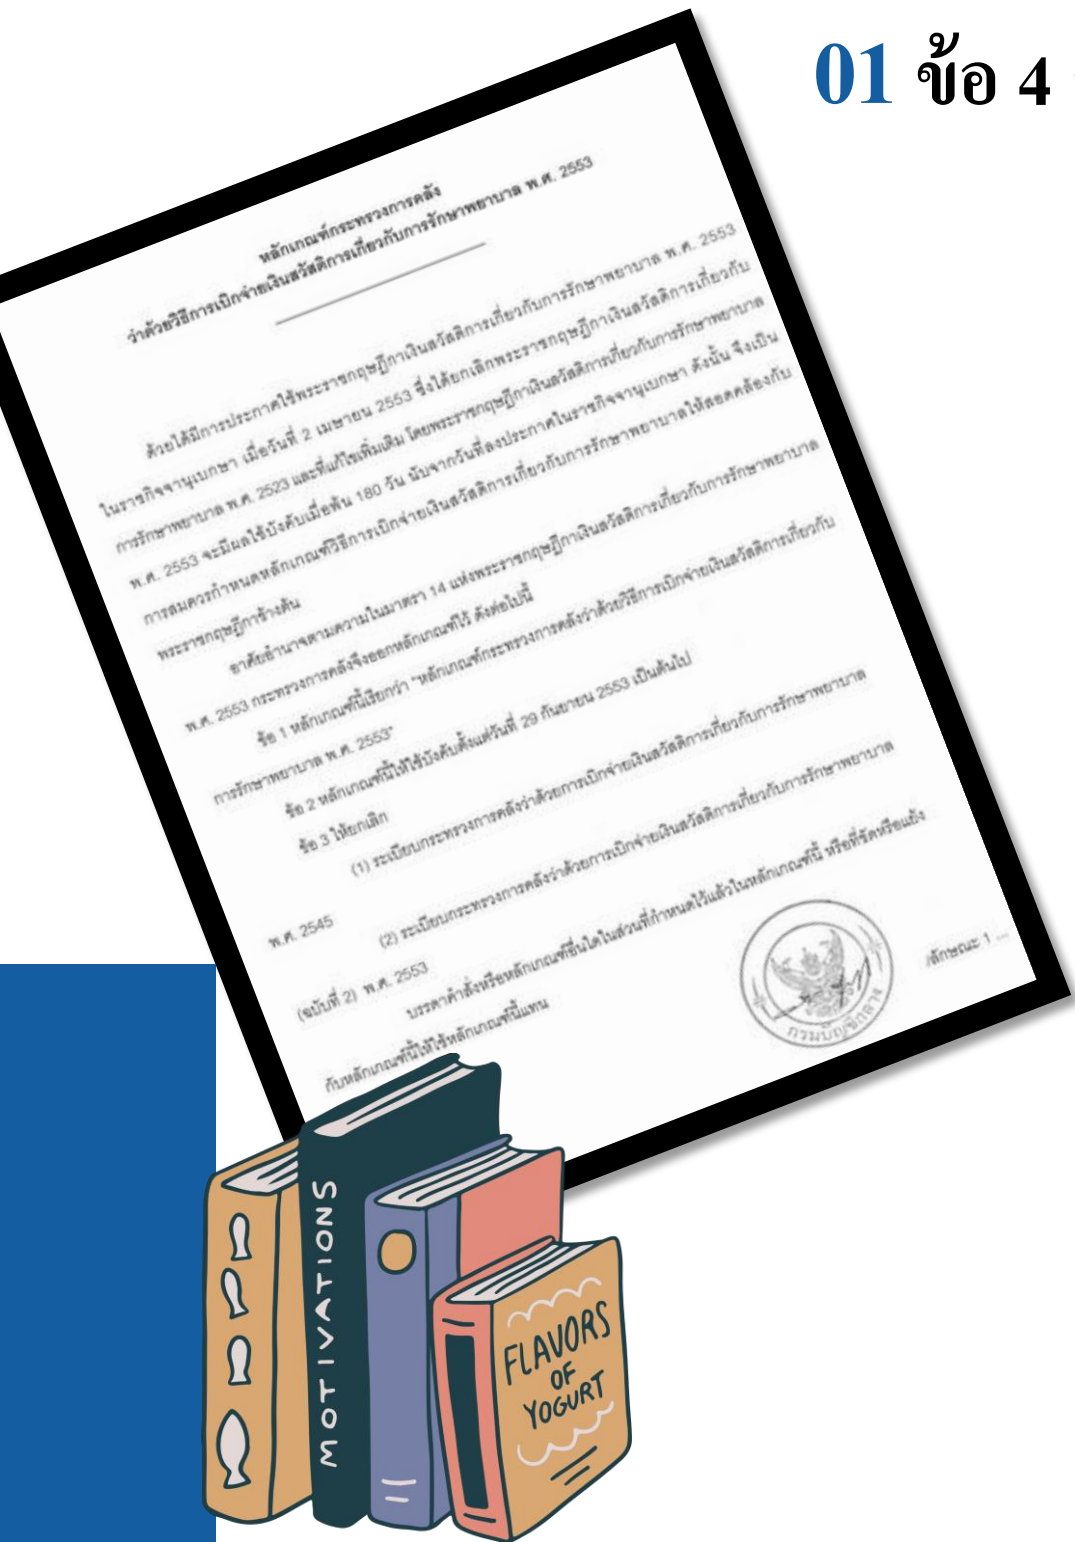 01 ข้อ 4
หลักเกณฑ์กระทรวงการคลัง
ว่าด้วยวิธีการเบิกจ่ายเงินสวัสดิการเกี่ยวกับการรักษาพยาบาล พ.ศ. 2553
ด้วยได้มีการประกาศใช้พระราชกฤษฎีกาเงินสวัสดิการเกี่ยวกับการรักษาพยาบาล พ.ศ. 2553
ในราชกิจจานุเบกษา เมื่อวันที่ 2 เมษายน 2553 ซึ่งได้ยกเลิกพระราชกฤษฎีกาเงินสวัสดิการเกี่ยวกับ
การรักษาพยาบาล พ.ศ. 2523 และที่แก้ไขเพิ่มเติม โดยพระราชกฤษฎีกาเงินสวัสดิการเกี่ยวกับการรักษาพยาบาล
พ.ศ. 2553 จะมีผลใช้บังคับเมื่อพ้น 180 วัน นับจากวันที่ลงประกาศในราชกิจจานุเบกษา ดังนั้น จึงเป็น
การสมควรกำหนดหลักเกณฑ์วิธีการเบิกจ่ายเงินสวัสดิการเกี่ยวกับการรักษาพยาบาลให้สอดคล้องกับ
พระราชกฤษฎีกาข้างต้น
อาศัยอำนาจตามความในมาตรา 14 แห่งพระราชกฤษฎีกาเงินสวัสดิการเกี่ยวกับการรักษาพยาบาล
พ.ศ. 2553 กระทรวงการคลังจึงออกหลักเกณฑ์ไว้ ดังต่อไปนี้
ข้อ 1 หลักเกณฑ์นี้เรียกว่า "หลักเกณฑ์กระทรวงการคลังว่าด้วยวิธีการเบิกจ่ายเงินสวัสดิการเกี่ยวกับ
การรักษาพยาบาล พ.ศ. 2553"
ข้อ 2 หลักเกณฑ์นี้ให้ใช้บังคับตั้งแต่วันที่ 29 กันยายน 2553 เป็นต้นไป
ข้อ 3 ให้ยกเลิก
(1) ระเบียบกระทรวงการคลังว่าด้วยการเบิกจ่ายเงินสวัสดิการเกี่ยวกับการรักษาพยาบาล
พ.ศ. 2545
(2) ระเบียบกระทรวงการคลังว่าด้วยการเบิกจ่ายเงินสวัสดิการเกี่ยวกับการรักษาพยาบาล
(ฉบับที่ 2) พ.ศ. 2553
บรรดาคำสั่งหรือหลักเกณฑ์อื่นใดในส่วนที่กำหนดไว้แล้วในหลักเกณฑ์นี้ หรือที่ขัดหรือแย้ง
กับหลักเกณฑ์นี้ให้ใช้หลักเกณฑ์นี้แทน
กรมบัญชีกลาง
/ลักษณะ 1 ...
MOTIVATIONS
FLAVORS
OF
YOGURT